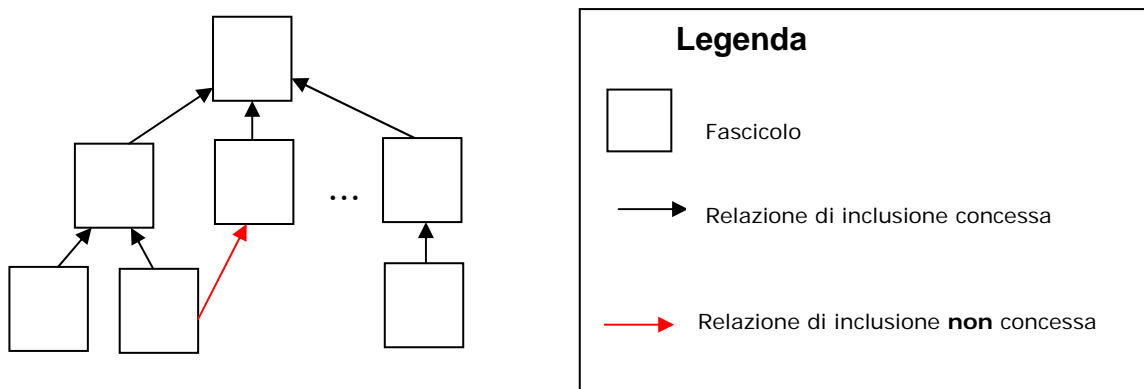 Legenda
Fascicolo
...
Relazione di inclusione concessa
Relazione di inclusione non concessa